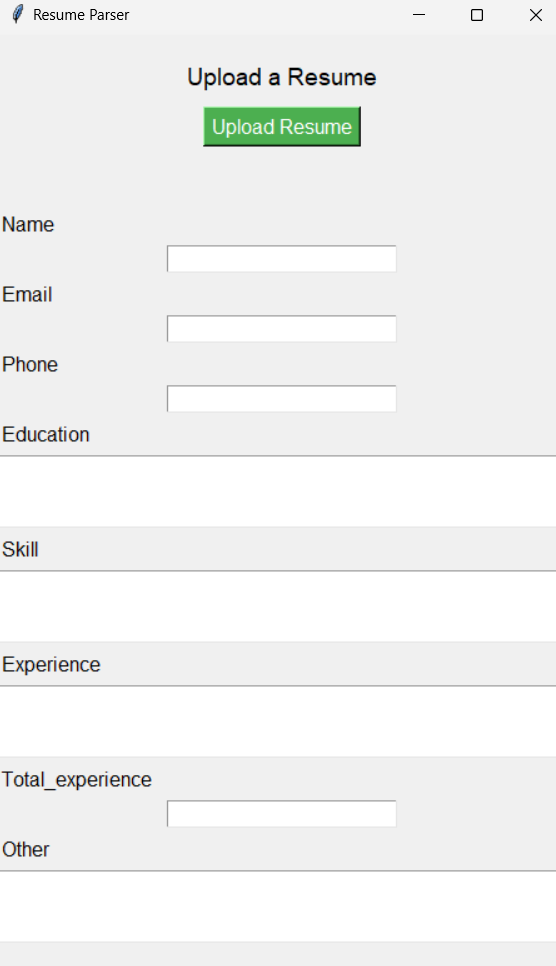 Resume Parser
Upload a Resume
Upload Resume
Name
Email
Phone
Education
Skill
Experience
Total_experience
Other